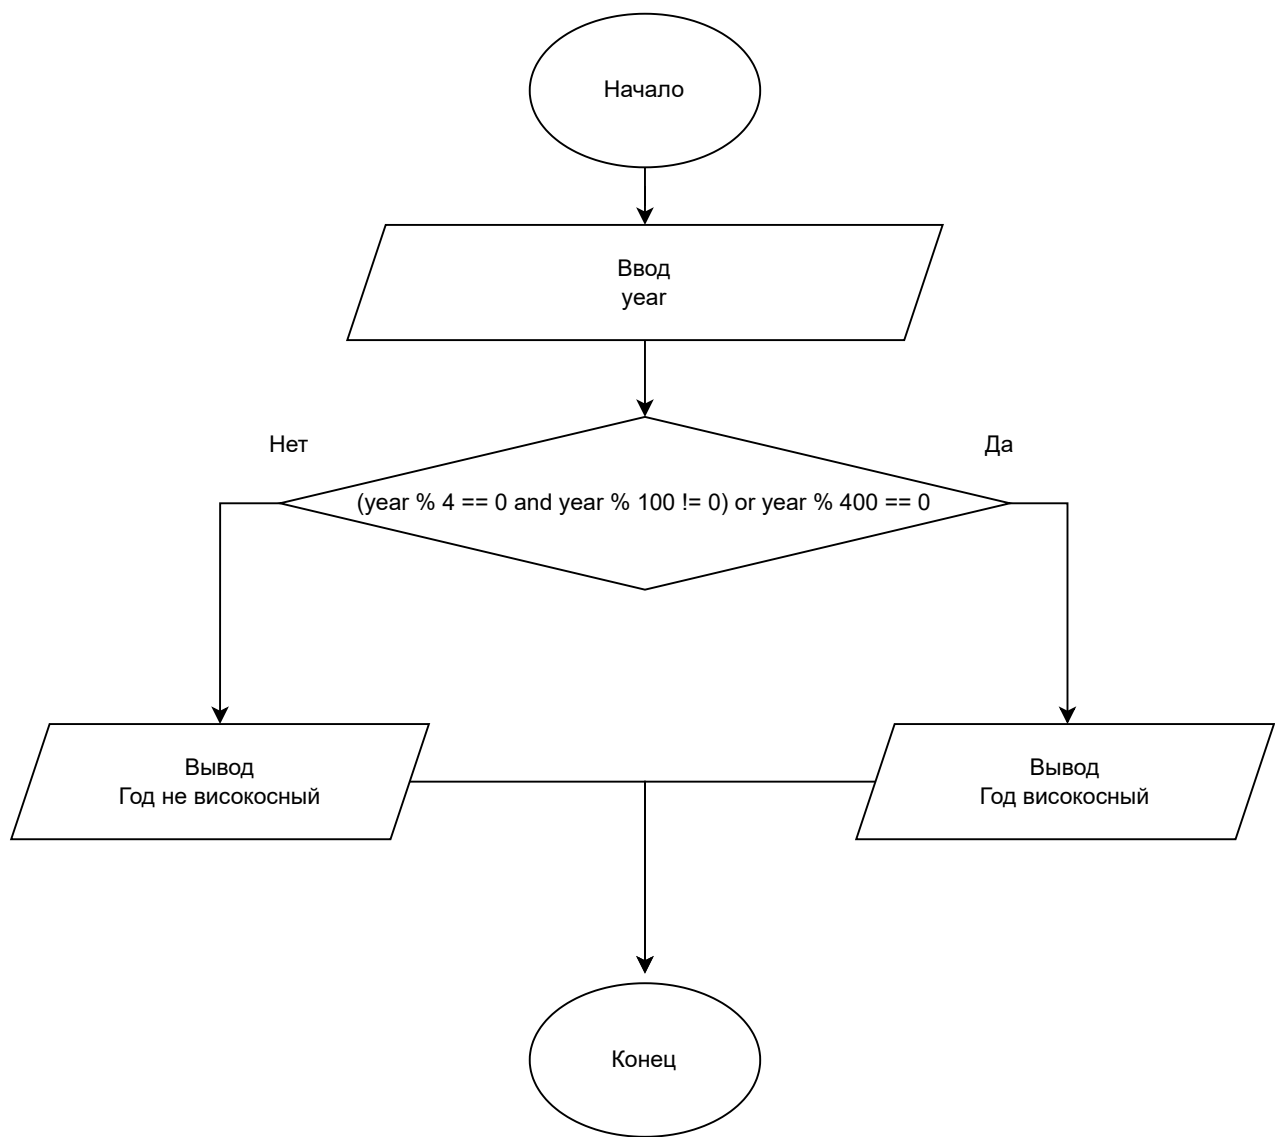 Начало
Ввод
year
Нет
Да
(year % 4 == 0 and year % 100 != 0) or year % 400 == 0
Вывод
Год не високосный
Вывод
Год високосный
Конец